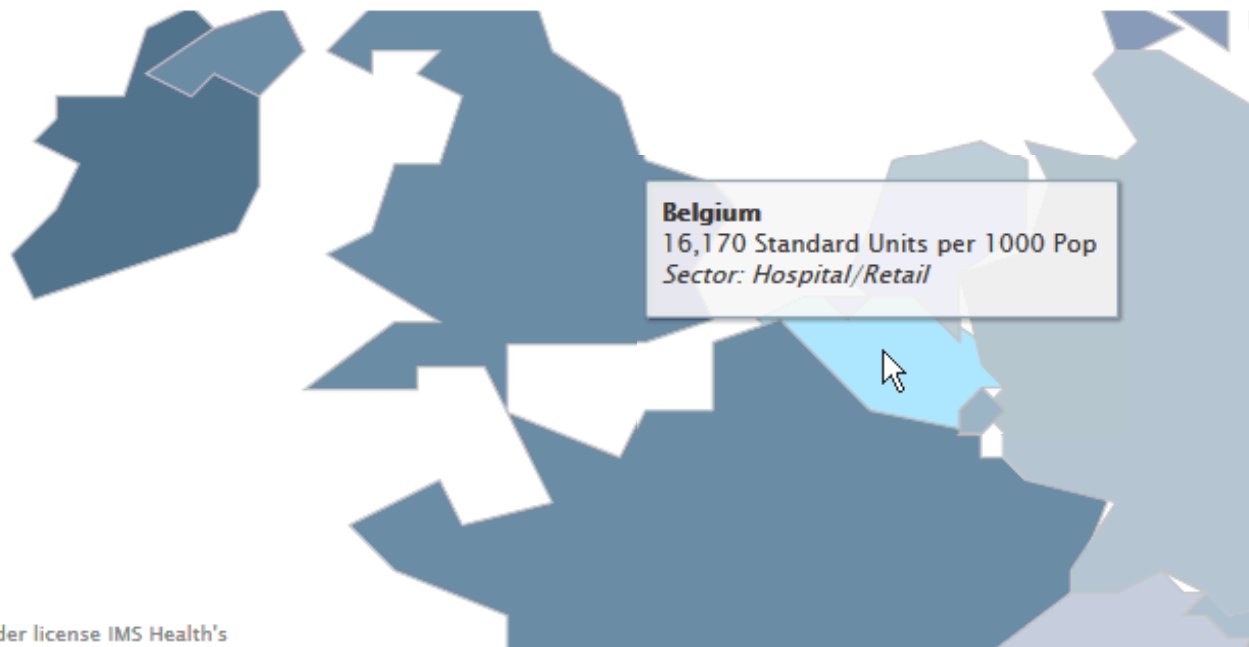 Belgium
16,170 Standard Units per 1000 Pop
Sector: Hospital/Retail
der license IMS Health's